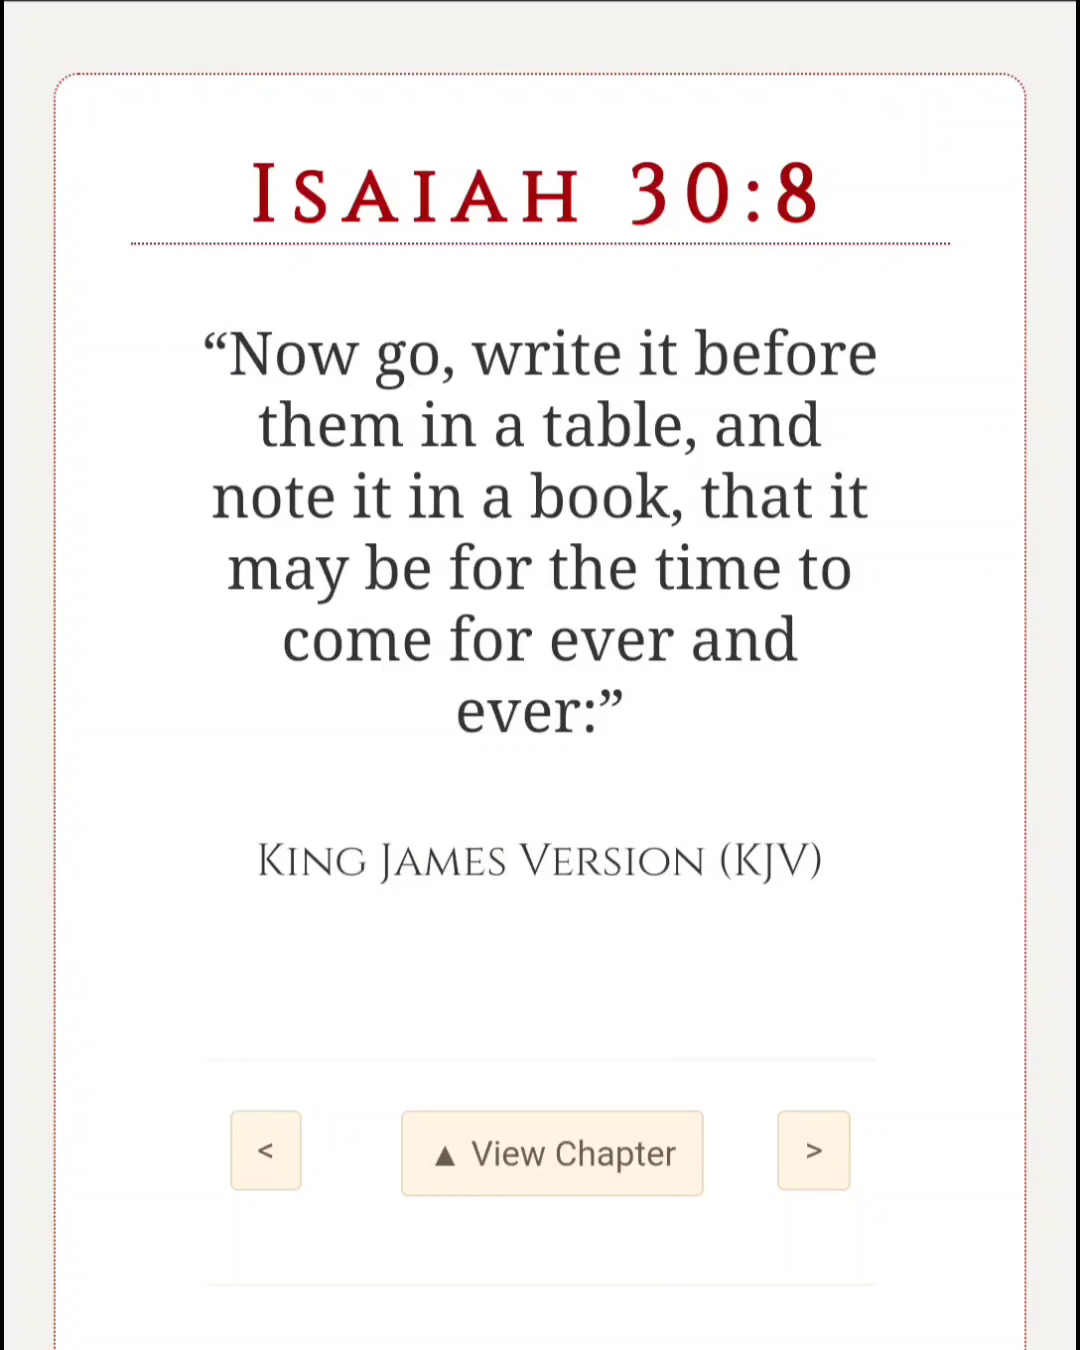 Isaiah 30:8
“Now go, write it before
them in a table, and
note it in a book, that it
may be for the time to
come for ever and
ever:”
King James Version (KJV)
<
▲ View Chapter
>